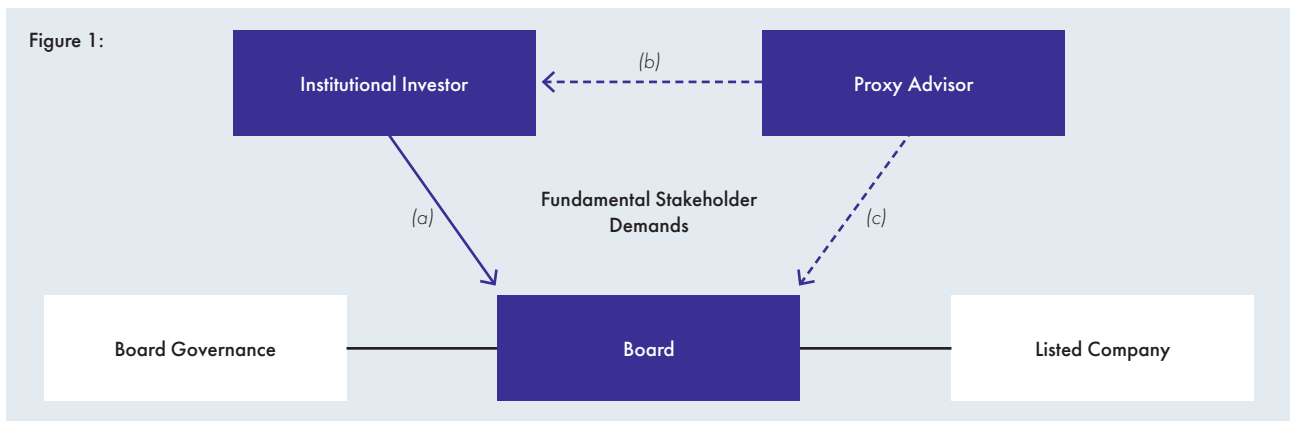 Figure 1:
Institutional Investor
(b)
Proxy Advisor
(a)
Fundamental Stakeholder
Demands
(c)
Board Governance
Board
Listed Company